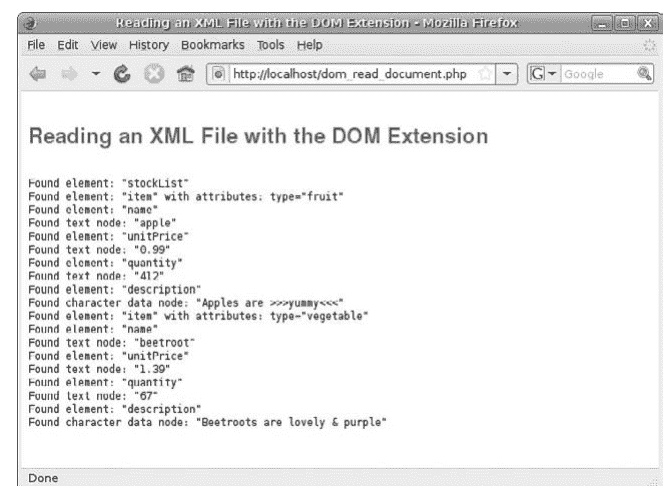 Reading an XML File with the DOM Extension - Mozilla Firefox
File Edit View History Bookmarks Tools Help
http://localhost/dom_read_document.php
G Google
Reading an XML File with the DOM Extension
Found element: "stockList"
Found element: "item" with attributes: type="fruit"
Found element: "name"
Found text node: "apple"
Found element: "unitPrice"
Found text node: "0.99"
Found element: "quantity"
Found text node: "412"
Found element: "description"
Found character data node: "Apples are >>>yummy<<<"
Found element: "item" with attributes: type="vegetable"
Found element: "name"
Found text node: "beetroot"
Found element: "unitPrice"
Found text node: "1.39"
Found element: "quantity"
Found text node: "67"
Found element: "description"
Found character data node: "Beetroots are lovely & purple"
Done